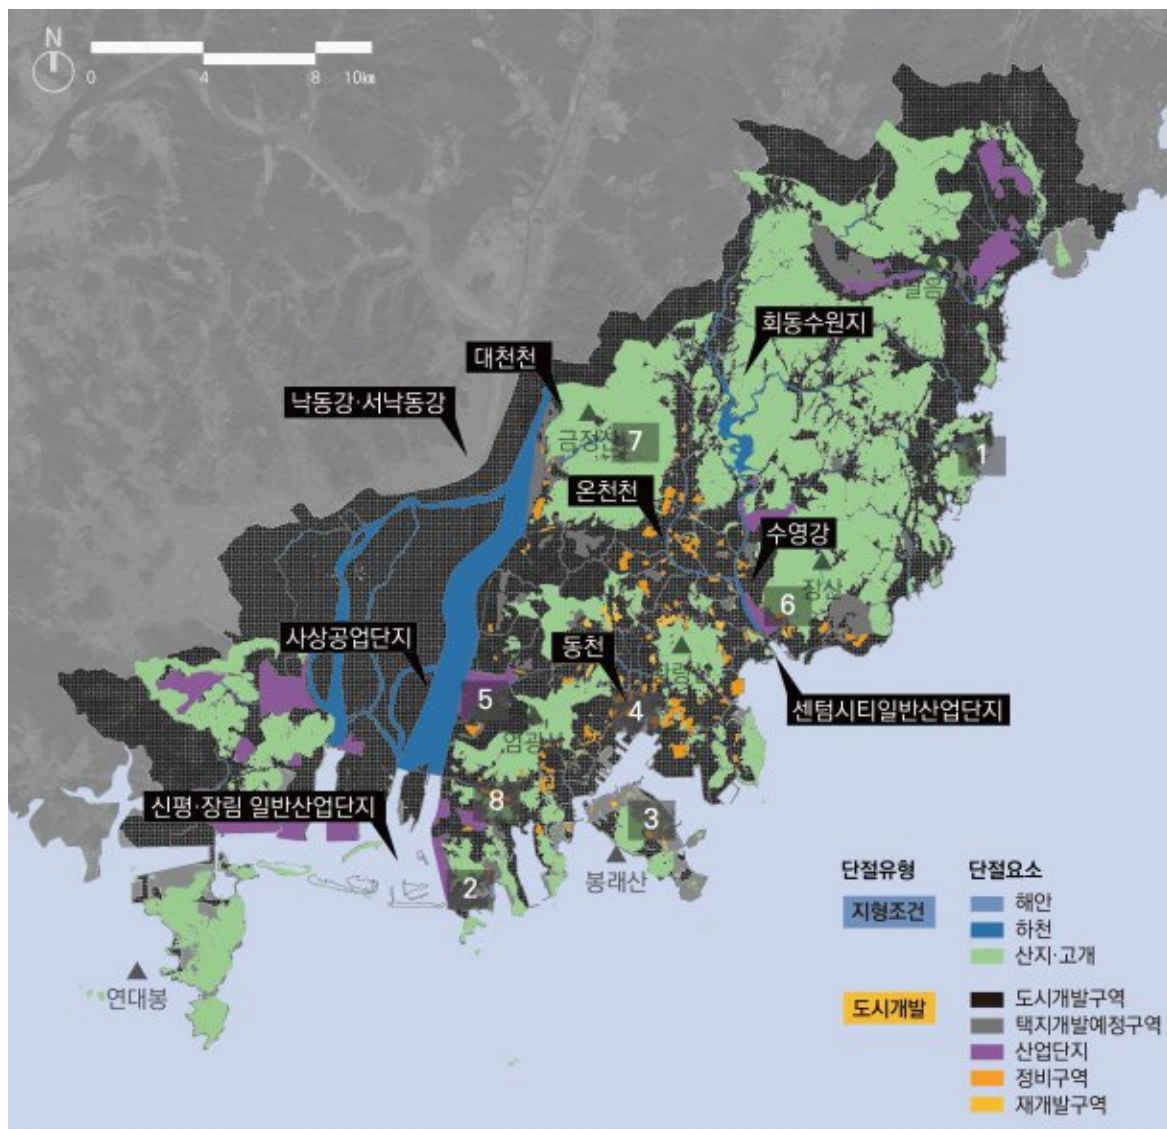 N
0 4 8 10㎞
회동수원지
대천천
낙동강·서낙동강
금정산
7
1
온천천
수영강
장산
6
사상공업단지
동천
5
4
센텀시티일반산업단지
신평·장림 일반산업단지
8
3
봉래산
2
연대봉
단절유형
단절요소
지형조건
해안
하천
산지·고개
도시개발
도시개발구역
택지개발예정구역
산업단지
정비구역
재개발구역